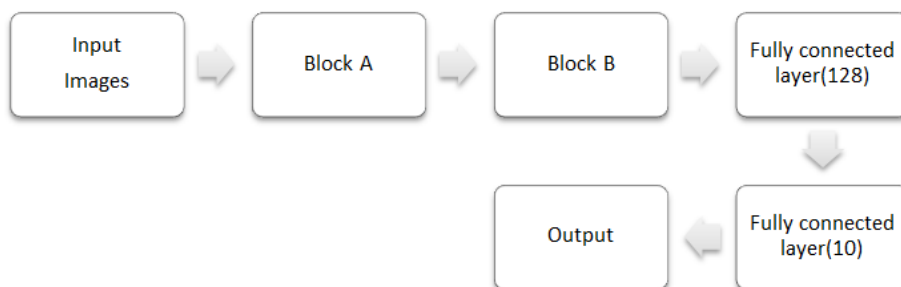 Input
Images
Block A
Block B
Fully connected
layer(128)
Fully connected
layer(10)
Output